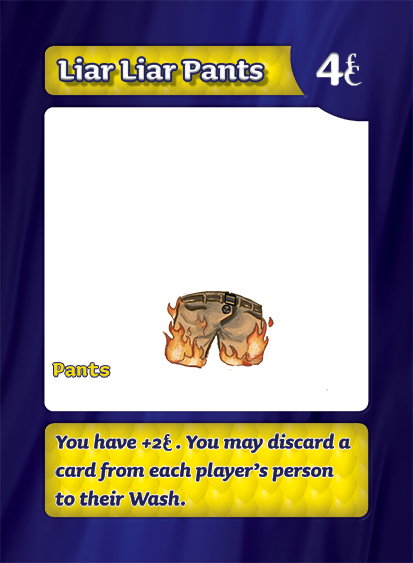 Liar Liar Pants
4£
Pants
You have +2£ . You may discard a
card from each player's person
to their Wash.